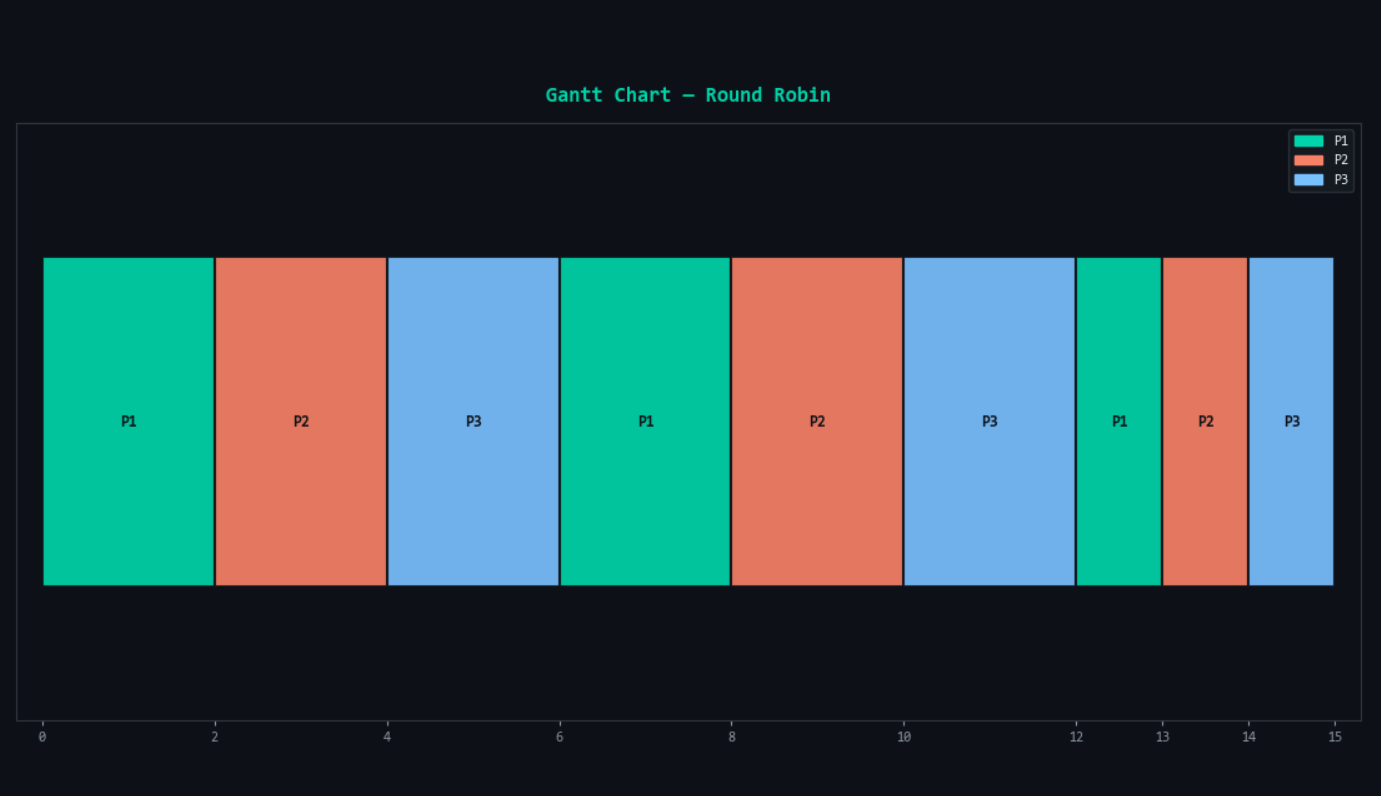 Gantt Chart — Round Robin
P1
P2
P3
P1 P2 P3 P1 P2 P3 P1 P2 P3
0 2 4 6 8 10 12 13 14 15